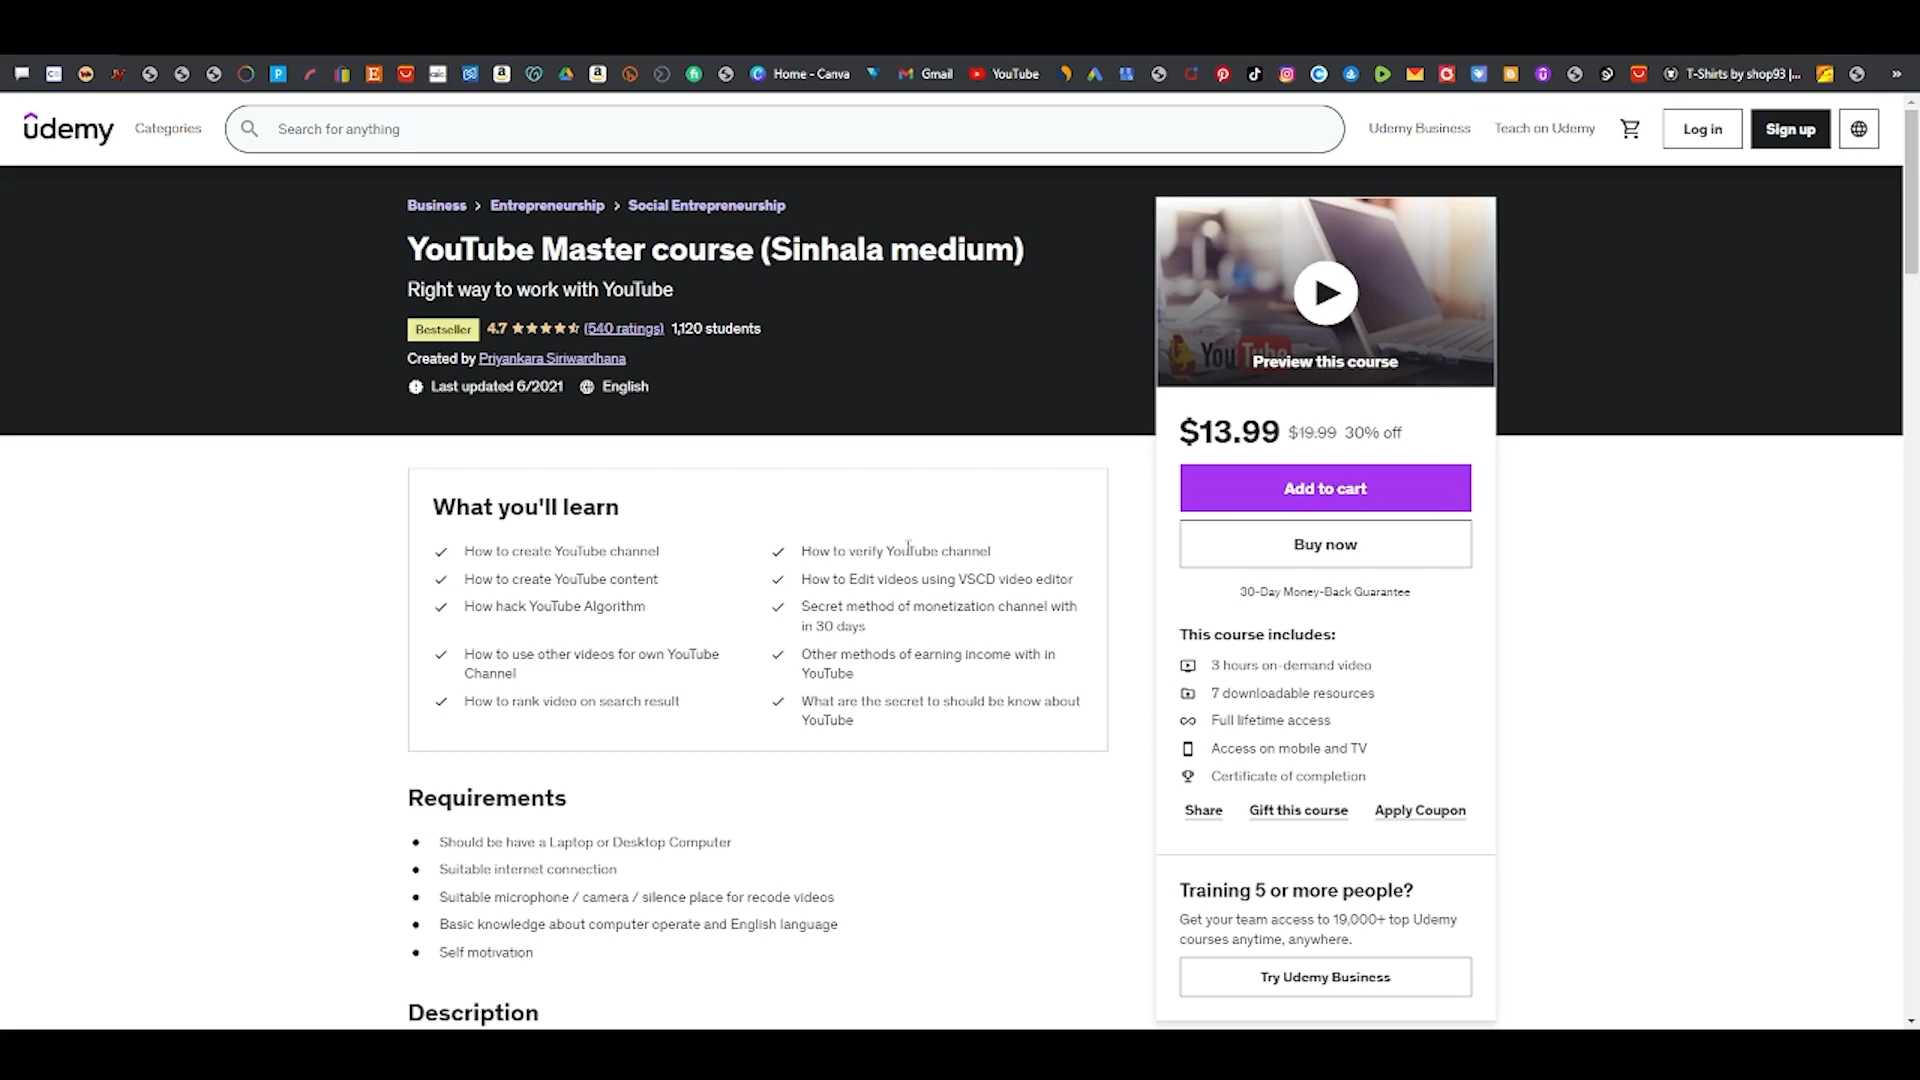 Home - Canva
Gmail
YouTube
T-Shirts by shop93 |...
»
ûdemy
Categories
Search for anything
Udemy Business
Teach on Udemy
Log in
Sign up
Business > Entrepreneurship > Social Entrepreneurship
YouTube Master course (Sinhala medium)
Right way to work with YouTube
Bestseller 4.7 (540 ratings) 1,120 students
Created by Priyankara Siriwardhana
Last updated 6/2021 English
YouTube
Preview this course
$13.99 $19.99 30% off
Add to cart
Buy now
30-Day Money-Back Guarantee
This course includes:
3 hours on-demand video
7 downloadable resources
Full lifetime access
Access on mobile and TV
Certificate of completion
Share Gift this course Apply Coupon
Training 5 or more people?
Get your team access to 19,000+ top Udemy
courses anytime, anywhere.
Try Udemy Business
What you'll learn
How to create YouTube channel
How to verify YouTube channel
How to create YouTube content
How to Edit videos using VSCD video editor
How hack YouTube Algorithm
Secret method of monetization channel with
in 30 days
How to use other videos for own YouTube
Channel
Other methods of earning income with in
YouTube
How to rank video on search result
What are the secret to should be know about
YouTube
Requirements
Should be have a Laptop or Desktop Computer
Suitable internet connection
Suitable microphone / camera / silence place for recode videos
Basic knowledge about computer operate and English language
Self motivation
Description